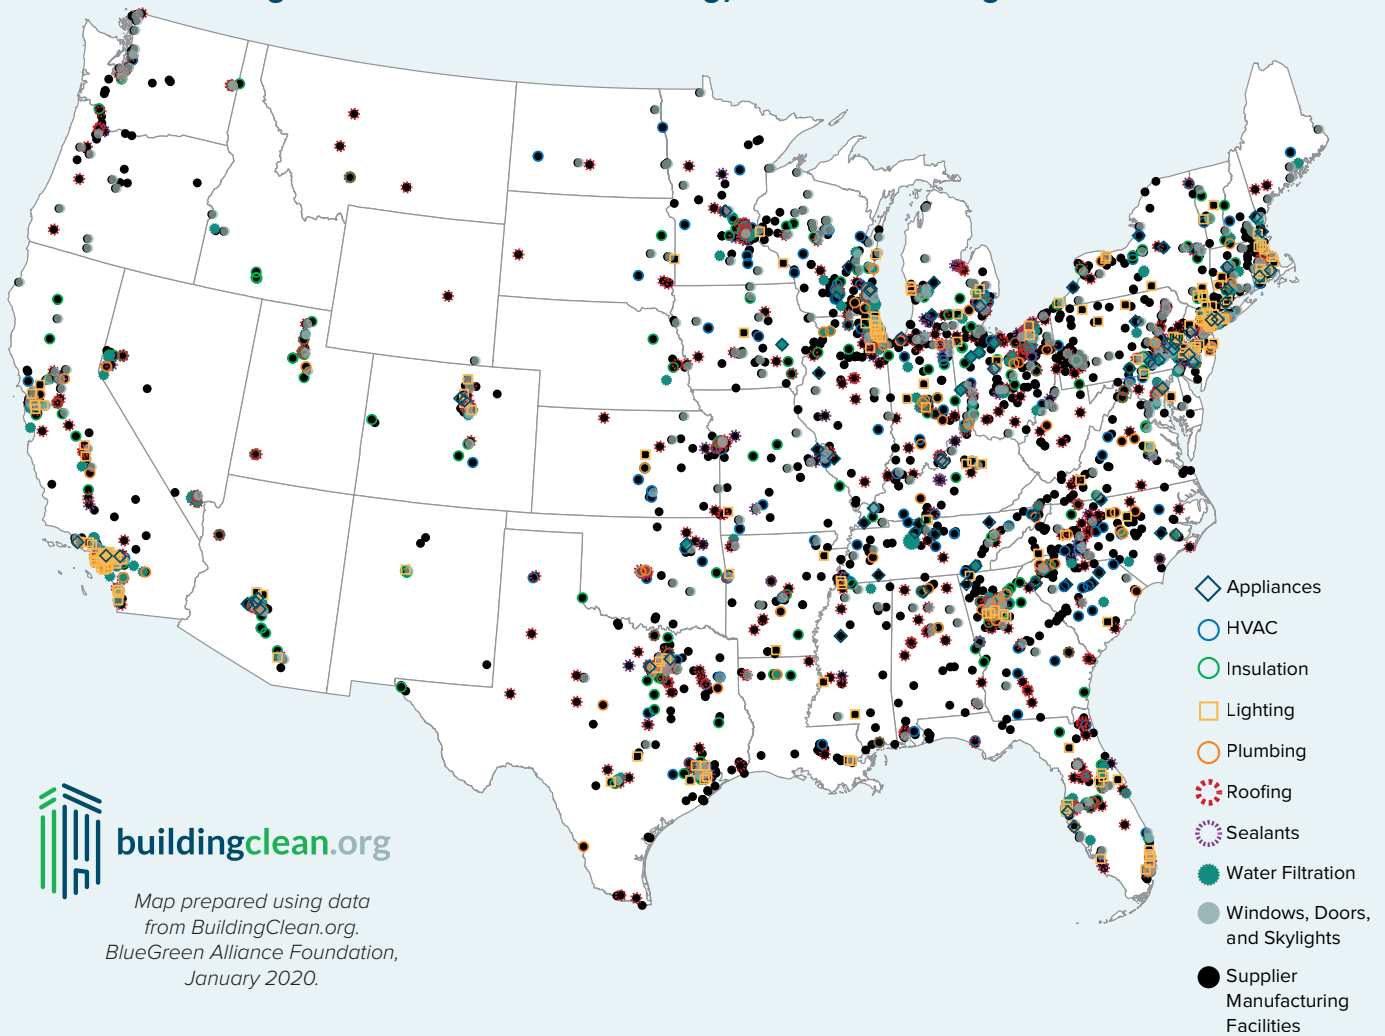 Appliances
HVAC
Insulation
Lighting
Plumbing
Roofing
Sealants
Water Filtration
Windows, Doors,
and Skylights
Supplier
Manufacturing
Facilities
buildingclean.org
Map prepared using data
from BuildingClean.org.
BlueGreen Alliance Foundation,
January 2020.